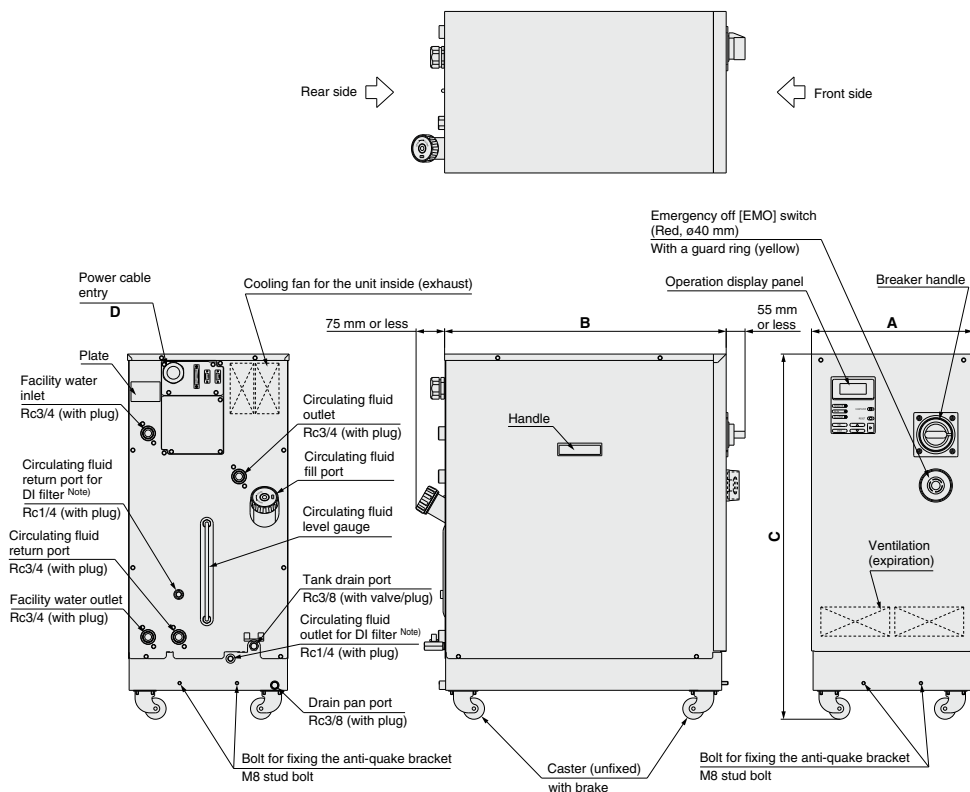 Rear side
Front side
Emergency off [EMO] switch
(Red, ø40 mm)
With a guard ring (yellow)
Operation display panel
Breaker handle
Power cable
entry
D
Cooling fan for the unit inside (exhaust)
75 mm or less
B
55 mm
or less
A
Plate
Facility water
inlet
Rc3/4 (with plug)
Circulating fluid
outlet
Rc3/4 (with plug)
Circulating fluid
fill port
Handle
Circulating fluid
return port for
DI filter Note)
Rc1/4 (with plug)
Circulating fluid
level gauge
C
Circulating fluid
return port
Rc3/4 (with plug)
Ventilation
(expiration)
Tank drain port
Rc3/8 (with valve/plug)
Facility water outlet
Rc3/4 (with plug)
Circulating fluid
outlet for DI filter Note)
Rc1/4 (with plug)
Drain pan port
Rc3/8 (with plug)
Bolt for fixing the anti-quake bracket
M8 stud bolt
Caster (unfixed)
with brake
Bolt for fixing the anti-quake bracket
M8 stud bolt